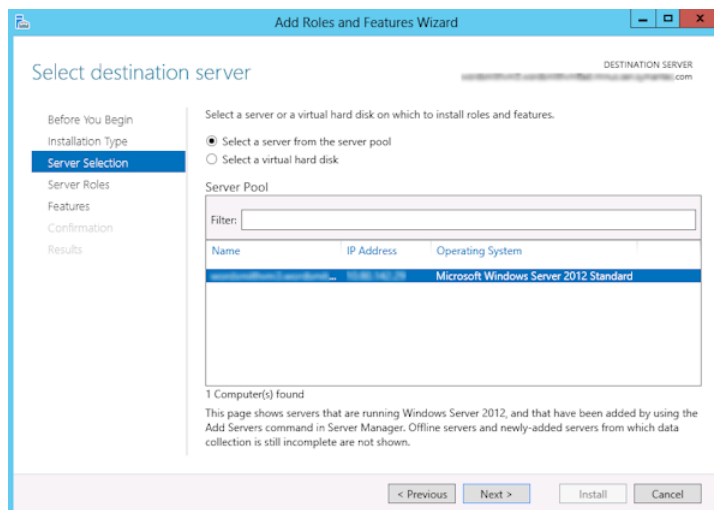 Add Roles and Features Wizard
Select destination server
DESTINATION SERVER
.com
Before You Begin
Installation Type
Server Selection
Server Roles
Features
Confirmation
Results
Select a server or a virtual hard disk on which to install roles and features.
Select a server from the server pool
Select a virtual hard disk
Server Pool
Filter:
Name IP Address Operating System
Microsoft Windows Server 2012 Standard
1 Computer(s) found
This page shows servers that are running Windows Server 2012, and that have been added by using the
Add Servers command in Server Manager. Offline servers and newly-added servers from which data
collection is still incomplete are not shown.
< Previous Next > Install Cancel